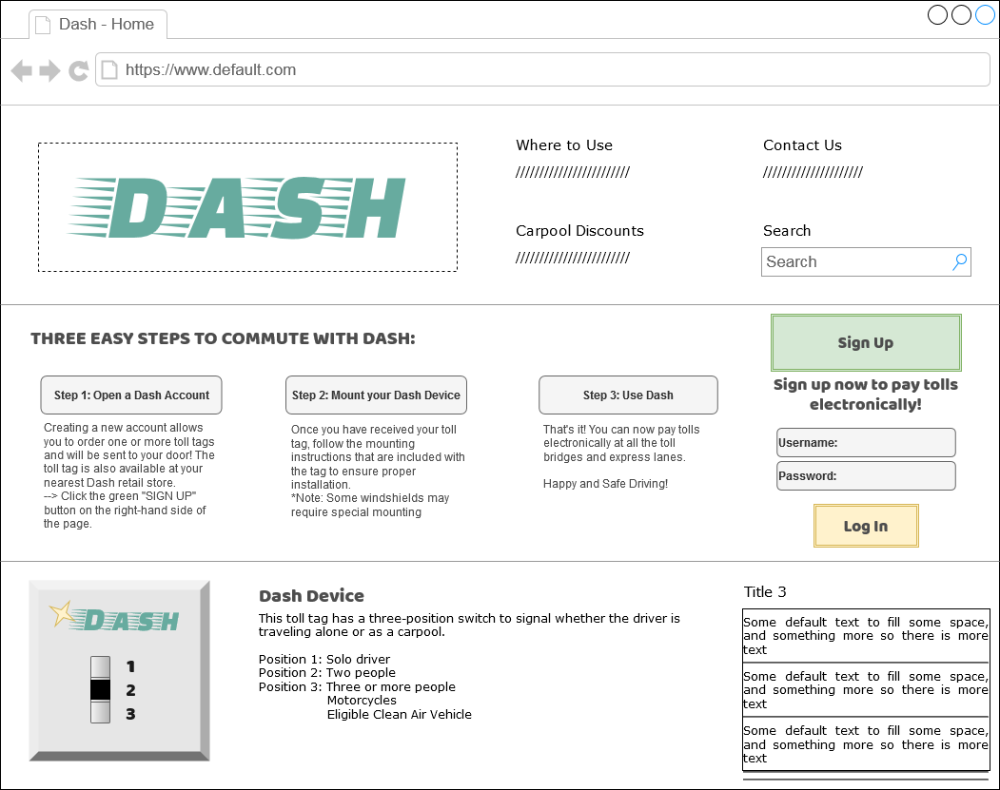 Dash - Home
https://www.default.com
DASH
Where to Use
////////////////////////
Contact Us
/////////////////////
Carpool Discounts
////////////////////////
Search
Search
THREE EASY STEPS TO COMMUTE WITH DASH:
Step 1: Open a Dash Account
Creating a new account allows
you to order one or more toll tags
and will be sent to your door! The
toll tag is also available at your
nearest Dash retail store.
--> Click the green "SIGN UP"
button on the right-hand side of
the page.
Step 2: Mount your Dash Device
Once you have received your toll
tag, follow the mounting
instructions that are included with
the tag to ensure proper
installation.
*Note: Some windshields may
require special mounting
Step 3: Use Dash
That's it! You can now pay tolls
electronically at all the toll
bridges and express lanes.
Happy and Safe Driving!
Sign Up
Sign up now to pay tolls
electronically!
Username:
Password:
Log In
DASH
1
2
3
Dash Device
This toll tag has a three-position switch to signal whether the driver is
traveling alone or as a carpool.
Position 1: Solo driver
Position 2: Two people
Position 3: Three or more people
Motorcycles
Eligible Clean Air Vehicle
Title 3
Some default text to fill some space,
and something more so there is more
text
Some default text to fill some space,
and something more so there is more
text
Some default text to fill some space,
and something more so there is more
text